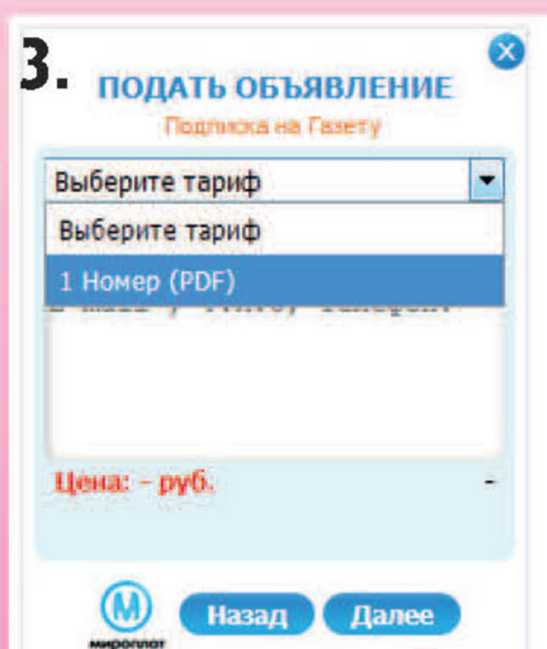 3.
ПОДАТЬ ОБЪЯВЛЕНИЕ
Подписка на Газету
Выберите тариф
Выберите тариф
1 Номер (PDF)
Цена: - руб. -
М
Назад Далее
мироплат